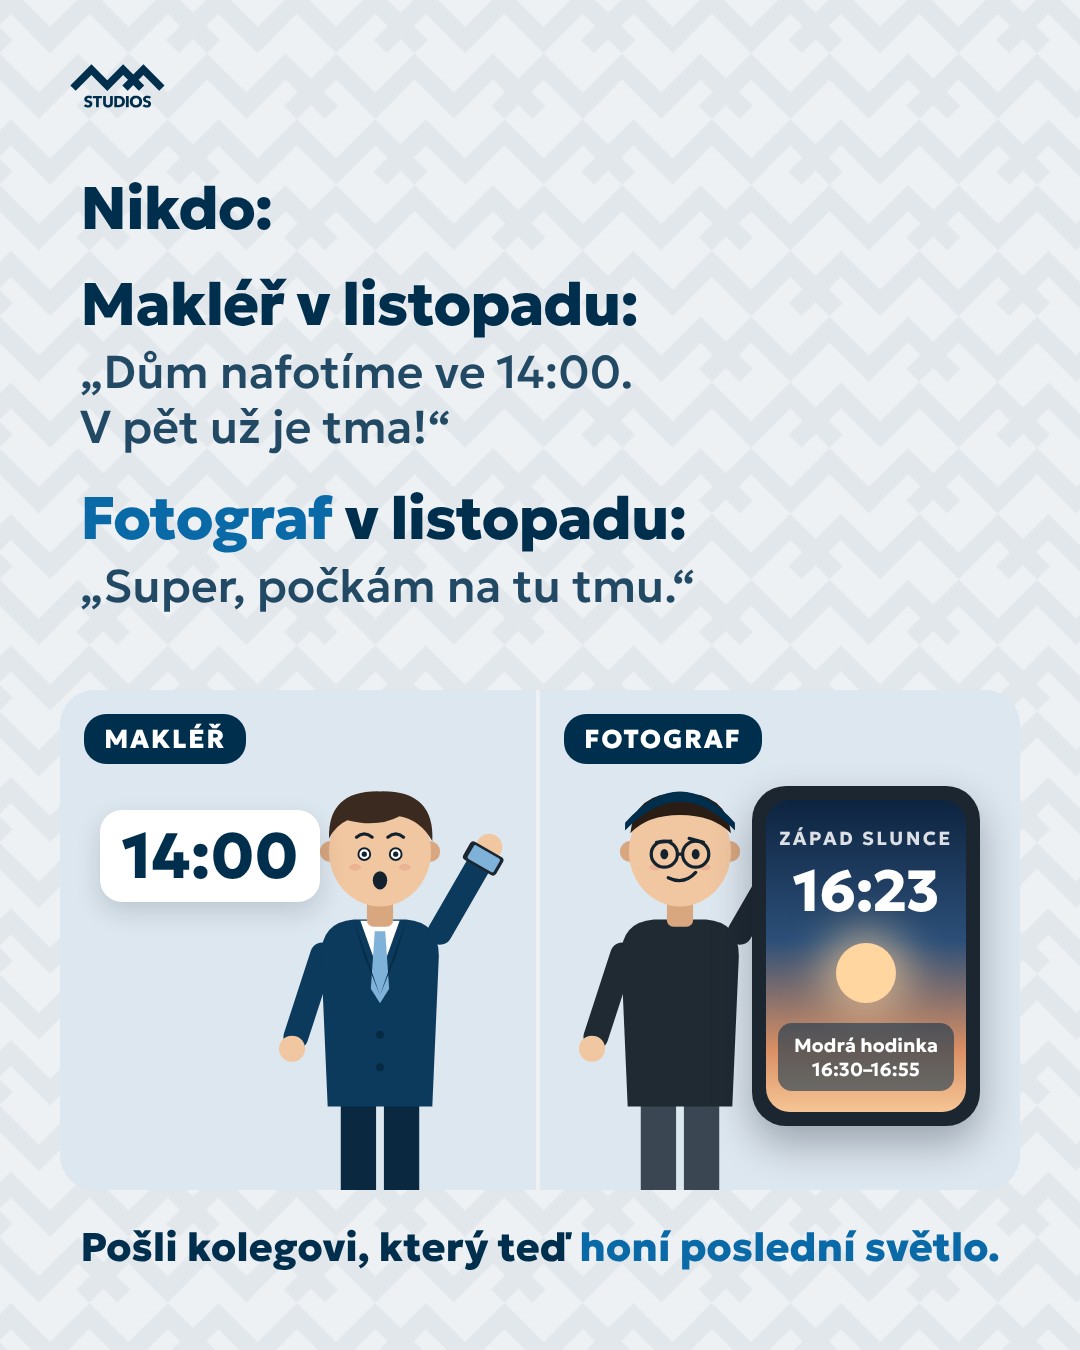 STUDIOS
Nikdo:
Makléř v listopadu:
„Dům nafotíme ve 14:00.
V pět už je tma!“
Fotograf v listopadu:
„Super, počkám na tu tmu.“
MAKLÉŘ
14:00
FOTOGRAF
ZÁPAD SLUNCE
16:23
Modrá hodinka
16:30–16:55
Pošli kolegovi, který teď honí poslední světlo.